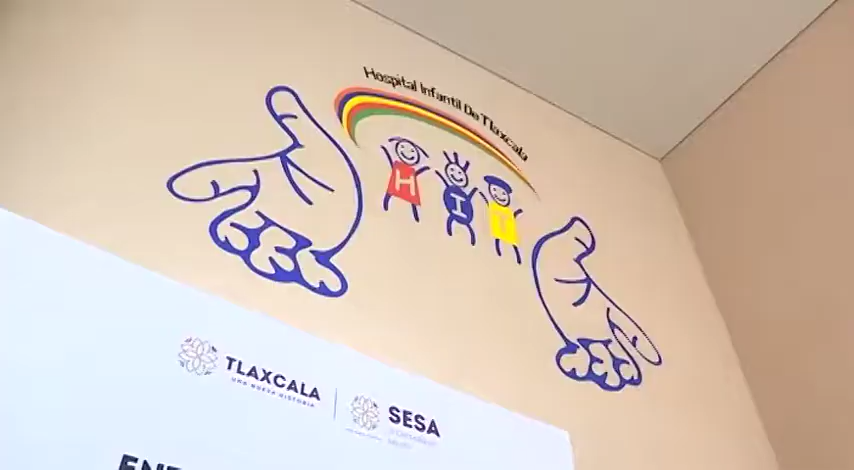 Hospital Infantil De Tlaxcala
H I T
TLAXCALA
UNA NUEVA HISTORIA
SESA